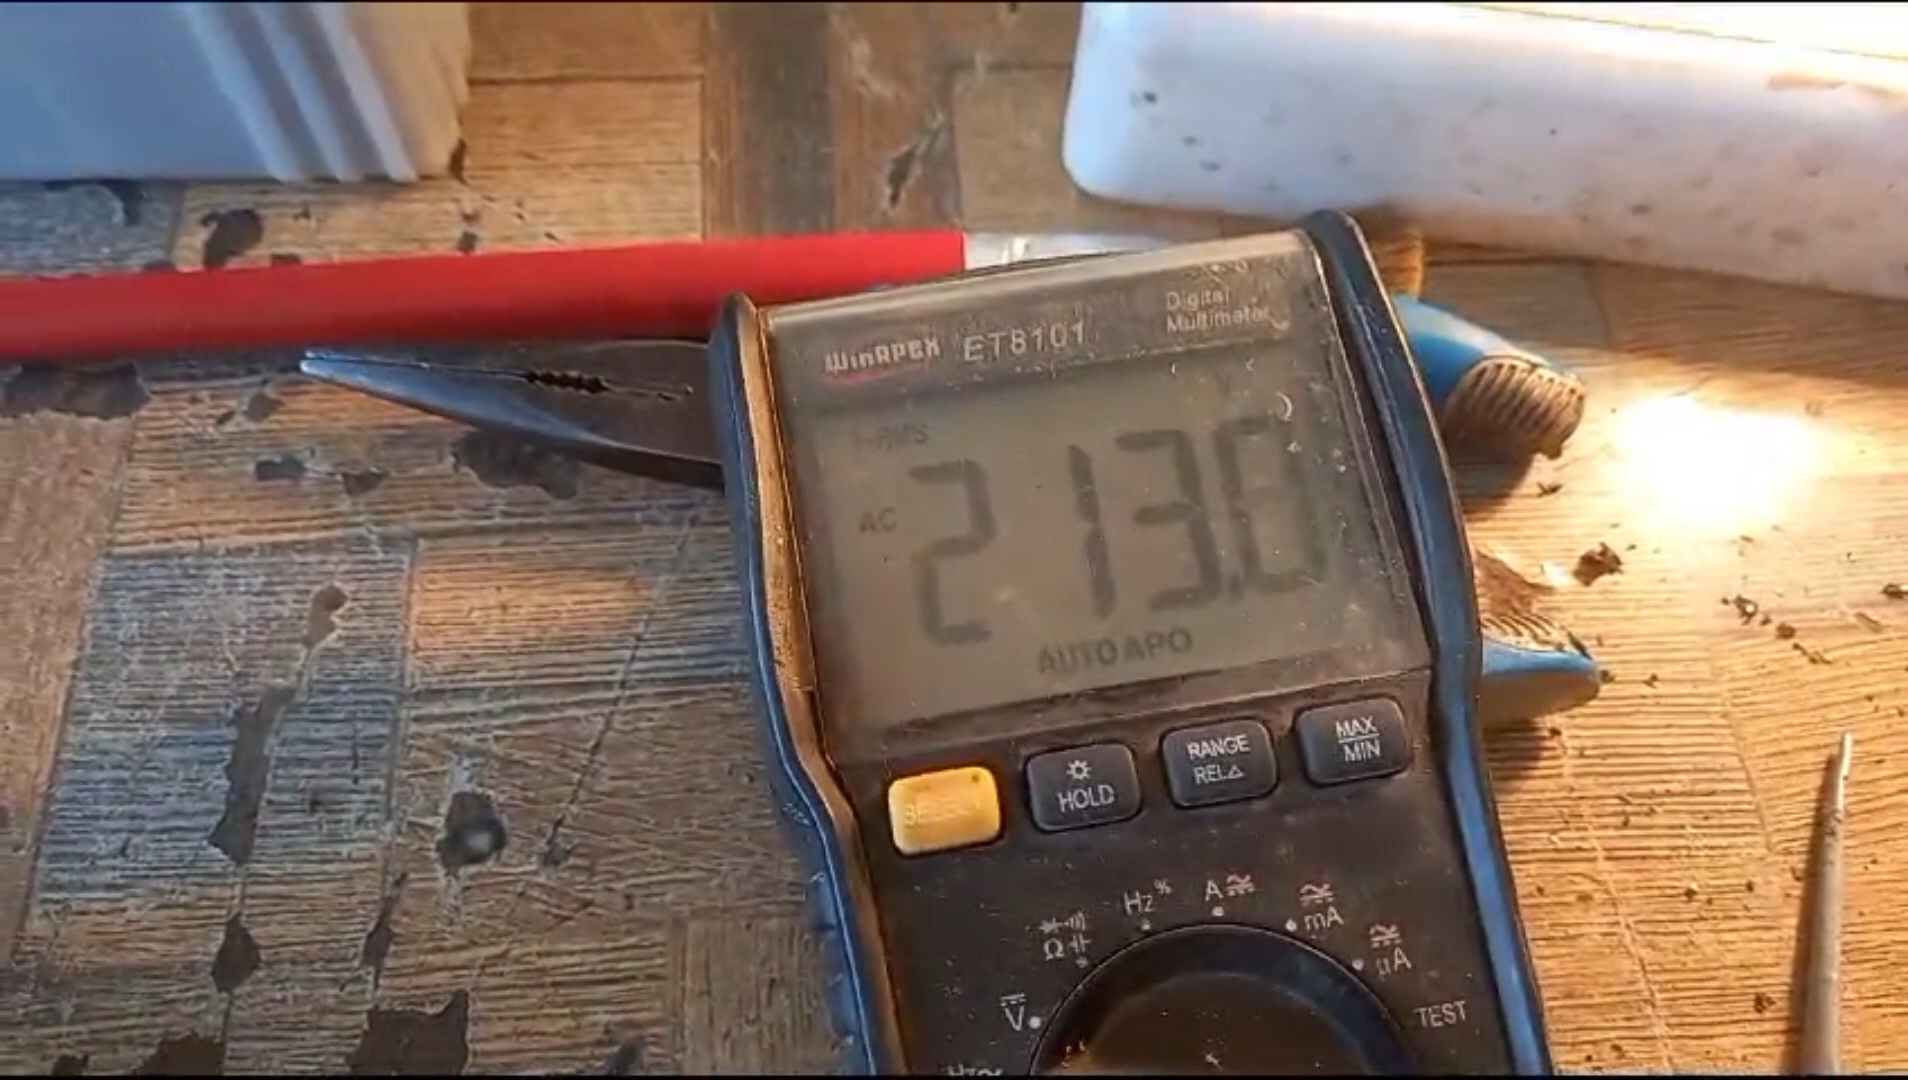 WinAPEX ET8101 Digital
Multimeter
T-RMS
AC 213.0
AUTO APO
SELECT
HOLD
RANGE
REL△
MAX
MIN
Hz%
A
mA
Ω
μA
V
TEST